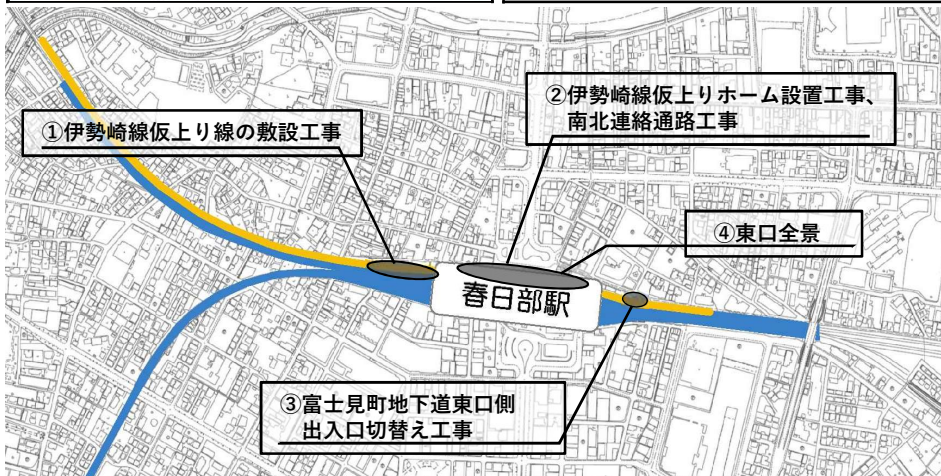 ②伊勢崎線仮上りホーム設置工事、
南北連絡通路工事
①伊勢崎線仮上り線の敷設工事
④東口全景
春日部駅
③富士見町地下道東口側
出入口切替え工事